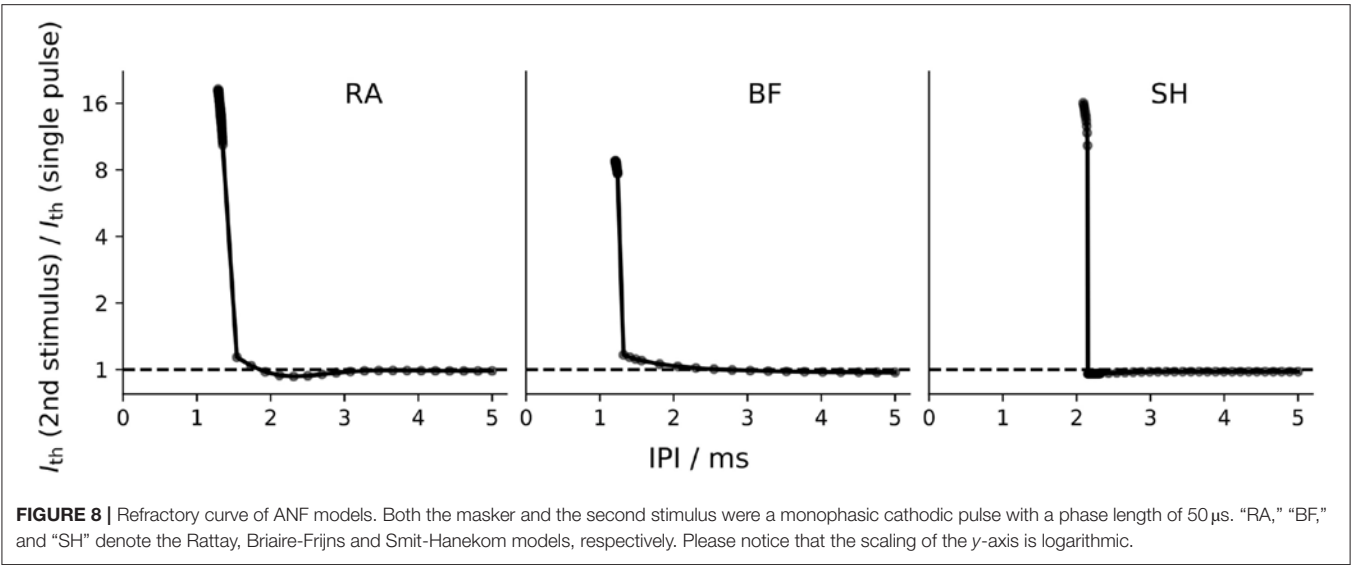 I_th (2nd stimulus) / I_th (single pulse)
16
8
4
2
1
RA
BF
SH
0 1 2 3 4 5
0 1 2 3 4 5
0 1 2 3 4 5
IPI / ms
FIGURE 8 | Refractory curve of ANF models. Both the masker and the second stimulus were a monophasic cathodic pulse with a phase length of 50 μs. “RA,” “BF,”
and “SH” denote the Rattay, Briaire-Frijns and Smit-Hanekom models, respectively. Please notice that the scaling of the y-axis is logarithmic.